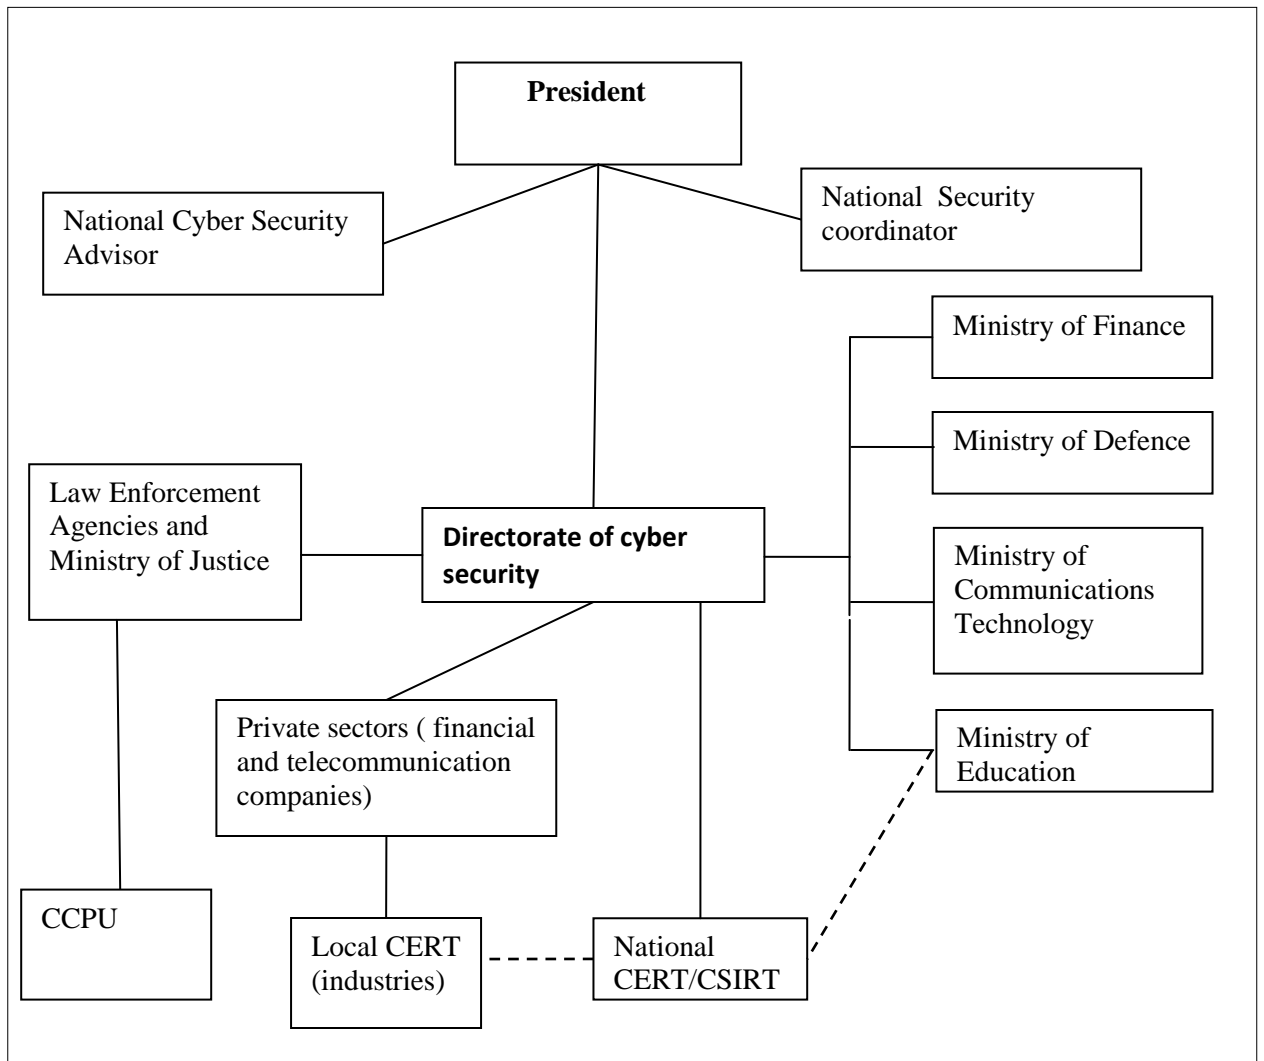 President
National Cyber Security
Advisor
National  Security
coordinator
Ministry of Finance
Ministry of Defence
Law Enforcement
Agencies and
Ministry of Justice
Directorate of cyber
security
Ministry of
Communications
Technology
Private sectors ( financial
and telecommunication
companies)
Ministry of
Education
CCPU
Local CERT
(industries)
National
CERT/CSIRT